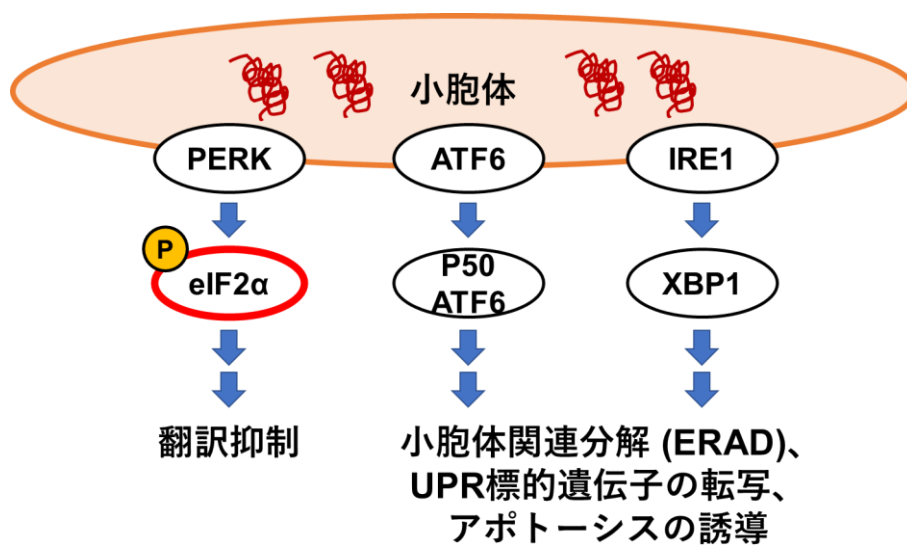 小胞体
PERK
ATF6
IRE1
P
eIF2α
P50
ATF6
XBP1
翻訳抑制
小胞体関連分解 (ERAD)、
UPR標的遺伝子の転写、
アポトーシスの誘導